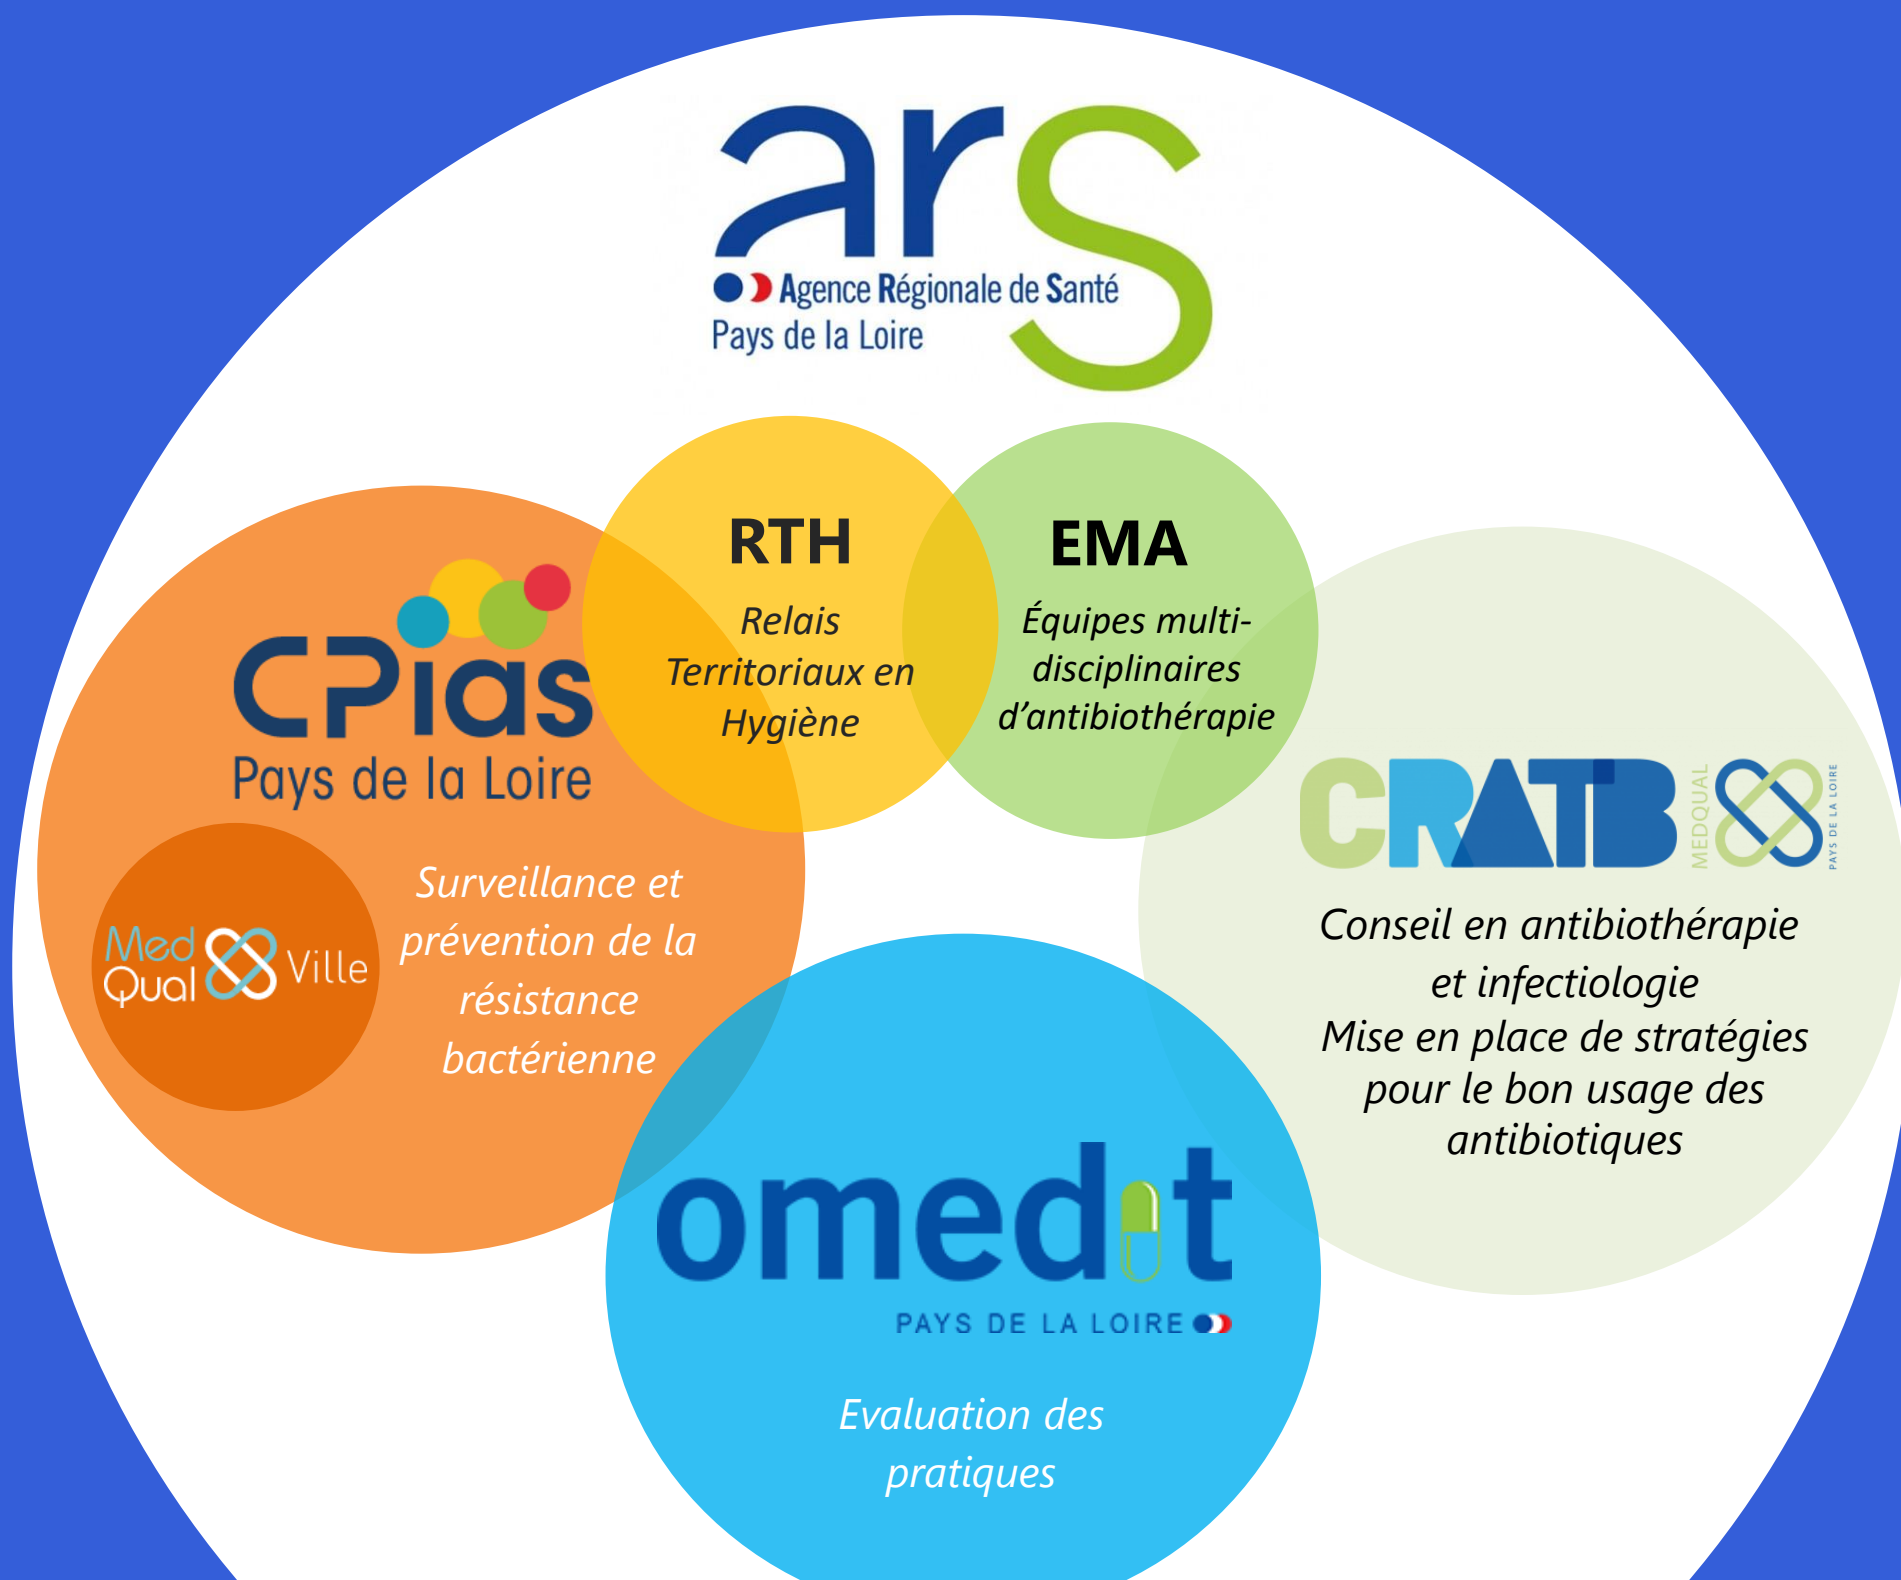 ars
Agence Régionale de Santé
Pays de la Loire
RTH
Relais
Territoriaux en
Hygiène
EMA
Équipes multi-
disciplinaires
d'antibiothérapie
CPias
Pays de la Loire
Med
Qual
Ville
Surveillance et
prévention de la
résistance
bactérienne
CRATB
MEDQUAL
PAYS DE LA LOIRE
Conseil en antibiothérapie
et infectiologie
Mise en place de stratégies
pour le bon usage des
antibiotiques
omedit
PAYS DE LA LOIRE
Evaluation des
pratiques